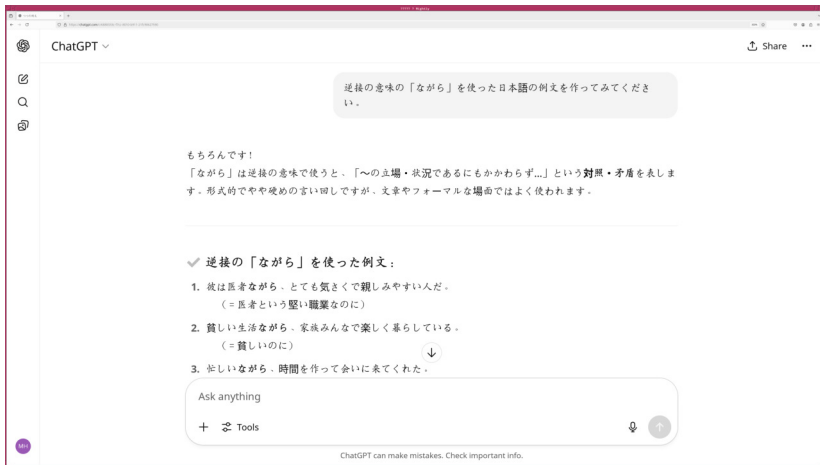 ChatGPT
Share
逆接の意味の「ながら」を使った日本語の例文を作ってみてくださ
い。
もちろんです！
「ながら」は逆接の意味で使うと、「〜の立場・状況であるにもかかわらず...」という対照・矛盾を表しま
す。形式的でやや硬めの言い回しですが、文章やフォーマルな場面ではよく使われます。
逆接の「ながら」を使った例文：
1. 彼は医者ながら、とても気さくで親しみやすい人だ。
（＝医者という堅い職業なのに）
2. 貧しい生活ながら、家族みんなで楽しく暮らしている。
（＝貧しいのに）
3. 忙しいながら、時間を作って会いに来てくれた。
Ask anything
Tools
MH
ChatGPT can make mistakes. Check important info.